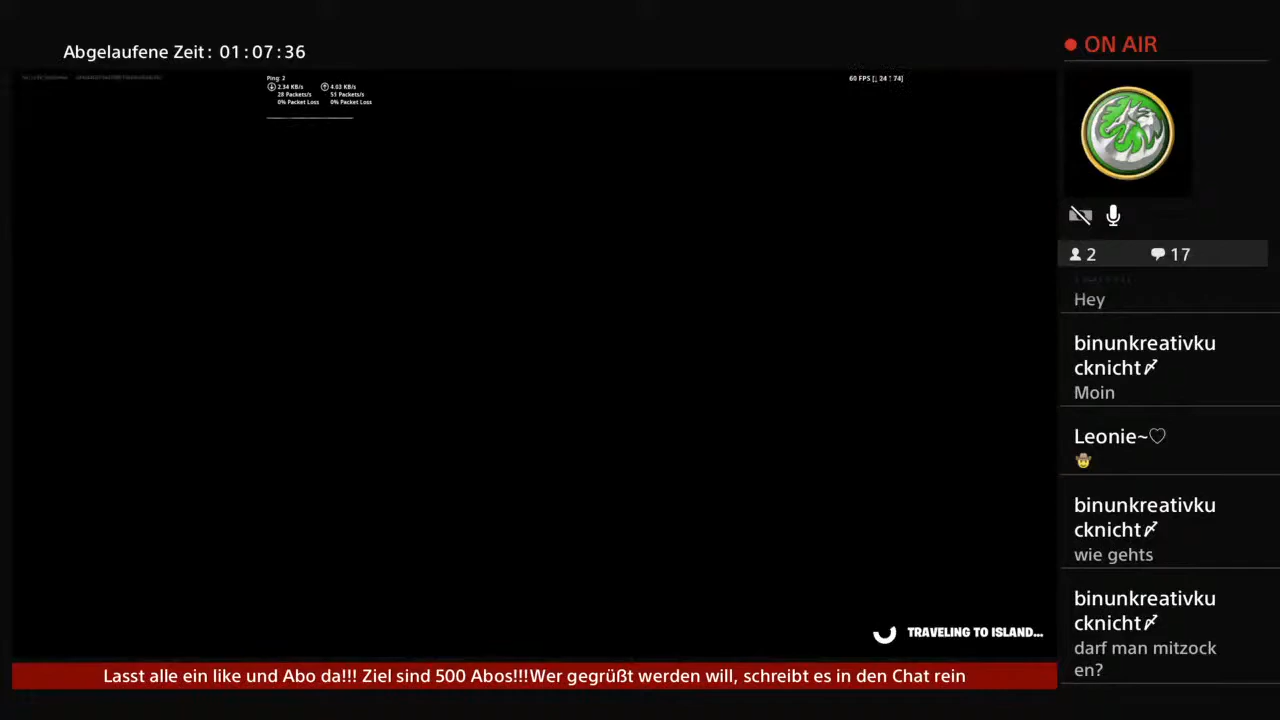 Abgelaufene Zeit: 01:07:36
ON AIR
Ping: 2
2.34 KB/s
4.03 KB/s
28 Packets/s
55 Packets/s
0% Packet Loss
0% Packet Loss
60 FPS [¦ 24 ¦ 74]
2
17
Hey
binunkreativku
cknicht
Moin
Leonie~♡
🤠
binunkreativku
cknicht
wie gehts
binunkreativku
cknicht
darf man mitzock
en?
TRAVELING TO ISLAND...
Lasst alle ein like und Abo da!!! Ziel sind 500 Abos!!!Wer gegrüßt werden will, schreibt es in den Chat rein